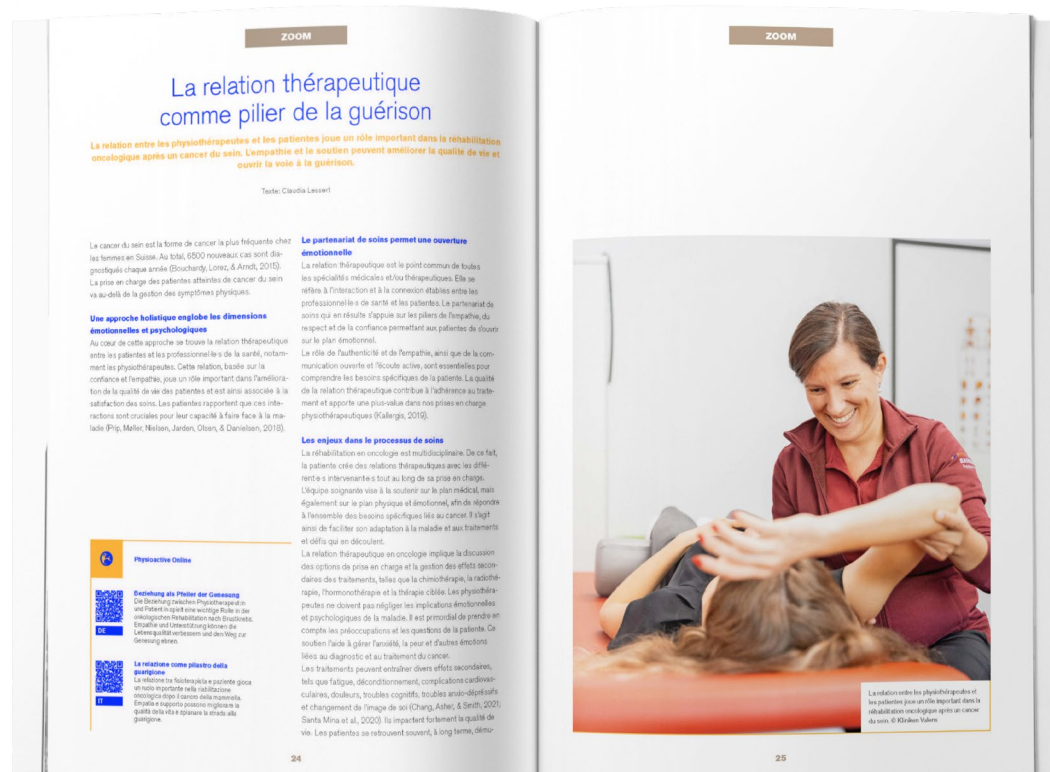 ZOOM
La relation thérapeutique
comme pilier de la guérison
La relation entre les physiothérapeutes et les patientes joue un rôle important dans la réhabilitation
oncologique après un cancer du sein. L'empathie et le soutien peuvent améliorer la qualité de vie et
ouvrir la voie à la guérison.
Texte: Claudia Lessert
Le cancer du sein est la forme de cancer la plus fréquente chez
les femmes en Suisse. Au total, 6500 nouveaux cas sont dia-
gnostiqués chaque année (Bouchardy, Lorez, & Arndt, 2015).
La prise en charge des patientes atteintes de cancer du sein
va au-delà de la gestion des symptômes physiques.
Une approche holistique englobe les dimensions
émotionnelles et psychologiques
Au cœur de cette approche se trouve la relation thérapeutique
entre les patientes et les professionnel·le·s de la santé, notam-
ment les physiothérapeutes. Cette relation, basée sur la
confiance et l'empathie, joue un rôle important dans l'améliora-
tion de la qualité de vie des patientes et est ainsi associée à la
satisfaction des soins. Les patientes rapportent que ces inte-
ractions sont cruciales pour leur capacité à faire face à la ma-
ladie (Prip, Møller, Nielsen, Jarden, Olsen, & Danielsen, 2018).
Physioactive Online
Beziehung als Pfeiler der Genesung
Die Beziehung zwischen Physiotherapeut:in
und Patient:in spielt eine wichtige Rolle in der
onkologischen Rehabilitation nach Brustkrebs.
Empathie und Unterstützung können die
Lebensqualität verbessern und den Weg zur
Genesung ebnen.
DE
La relazione come pilastro della
guarigione
La relazione tra fisioterapista e paziente gioca
un ruolo importante nella riabilitazione
oncologica dopo il cancro della mammella.
Empatia e supporto possono migliorare la
qualità della vita e spianare la strada alla
guarigione.
IT
Le partenariat de soins permet une ouverture
émotionnelle
La relation thérapeutique est le point commun de toutes
les spécialités médicales et/ou thérapeutiques. Elle se
réfère à l'interaction et à la connexion établies entre les
professionnel·le·s de santé et les patientes. Le partenariat de
soins qui en résulte s'appuie sur les piliers de l'empathie, du
respect et de la confiance permettant aux patientes de s'ouvrir
sur le plan émotionnel.
Le rôle de l'authenticité et de l'empathie, ainsi que de la com-
munication ouverte et l'écoute active, sont essentielles pour
comprendre les besoins spécifiques de la patiente. La qualité
de la relation thérapeutique contribue à l'adhérence au traite-
ment et apporte une plus-value dans nos prises en charge
physiothérapeutiques (Kallergis, 2019).
Les enjeux dans le processus de soins
La réhabilitation en oncologie est multidisciplinaire. De ce fait,
la patiente crée des relations thérapeutiques avec les diffé-
rent·e·s intervenant·e·s tout au long de sa prise en charge.
L'équipe soignante vise à la soutenir sur le plan médical, mais
également sur le plan physique et émotionnel, afin de répondre
à l'ensemble des besoins spécifiques liés au cancer. Il s'agit
ainsi de faciliter son adaptation à la maladie et aux traitements
et défis qui en découlent.
La relation thérapeutique en oncologie implique la discussion
des options de prise en charge et la gestion des effets secon-
daires des traitements, telles que la chimiothérapie, la radiothé-
rapie, l'hormonothérapie et la thérapie ciblée. Les physiothéra-
peutes ne doivent pas négliger les implications émotionnelles
et psychologiques de la maladie. Il est primordial de prendre en
compte les préoccupations et les questions de la patiente. Ce
soutien l'aide à gérer l'anxiété, la peur et d'autres émotions
liées au diagnostic et au traitement du cancer.
Les traitements peuvent entraîner divers effets secondaires,
tels que fatigue, déconditionnement, complications cardiovas-
culaires, douleurs, troubles cognitifs, troubles anxio-dépressifs
et changement de l'image de soi (Chang, Asher, & Smith, 2021,
Santa Mina et al., 2020). Ils impactent fortement la qualité de
vie. Les patientes se retrouvent souvent, à long terme, dému-
24
ZOOM
La relation entre les physiothérapeutes et
les patientes joue un rôle important dans la
réhabilitation oncologique après un cancer
du sein. © Kliniken Valens
25